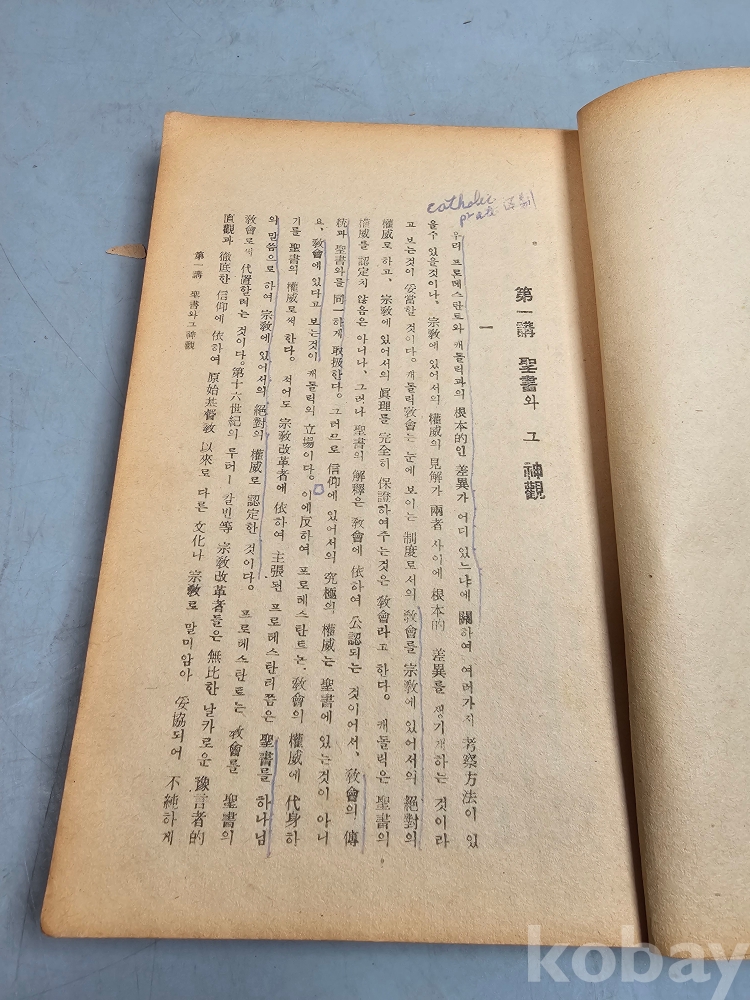 catholic
第一講 聖書와 그 神觀
一
우리 프로테스탄트와 캐돌릭과의 根本的인 差異가 어디 있느냐에 關하여 여러가지 考察方法이 있
을수 있을것이나, 宗敎에 있어서의 權威의 見解가 兩者 사이에 根本的 差異를 쟁기개하는 것이라
고 보는것이 妥當할 것이다. 캐돌릭敎會는 눈에 보이는 制度로서의 敎會를 宗敎에 있어서의 絕對의
權威로 하고, 宗敎에 있어서의 眞理를 完全히 保證하여주는것은 敎會라고 한다. 캐돌릭은 聖書의
權威를 認定치 않음은 아니나, 그러나 聖書의 解釋은 敎會에 依하여 公認되는 것이어서, 敎會의 傳
統과 聖書와를 同一하게 取扱한다. 그러므로 信仰에 있어서의 究極의 權威는 聖書에 있는것이 아니
요, 敎會에 있다고 보는것이 캐돌릭의 立場이다. 이에反하여 프로테스탄트는, 敎會의 權威에 代身하
기를 聖書의 權威로써 한다. 적어도 宗敎改革者에 依하여 主張된 프로테스탄티즘은 聖書를 하나님
의 말씀으로 하여 宗敎에 있어서의 絕對의 權威로 認定한 것이다. 프로테스탄트는 敎會를 聖書의
敎會로써 代置할려는 것이다. 第十六世紀의 루터— 칼빈等 宗敎改革者들은 無比한 날카로운 豫言者的
直觀과 徹底한 信仰에 依하여 原始基督敎 以來로 다른 文化나 宗敎로 말미암아 妥協되어 不純하게
第一講 聖書와 그 神觀
kobay